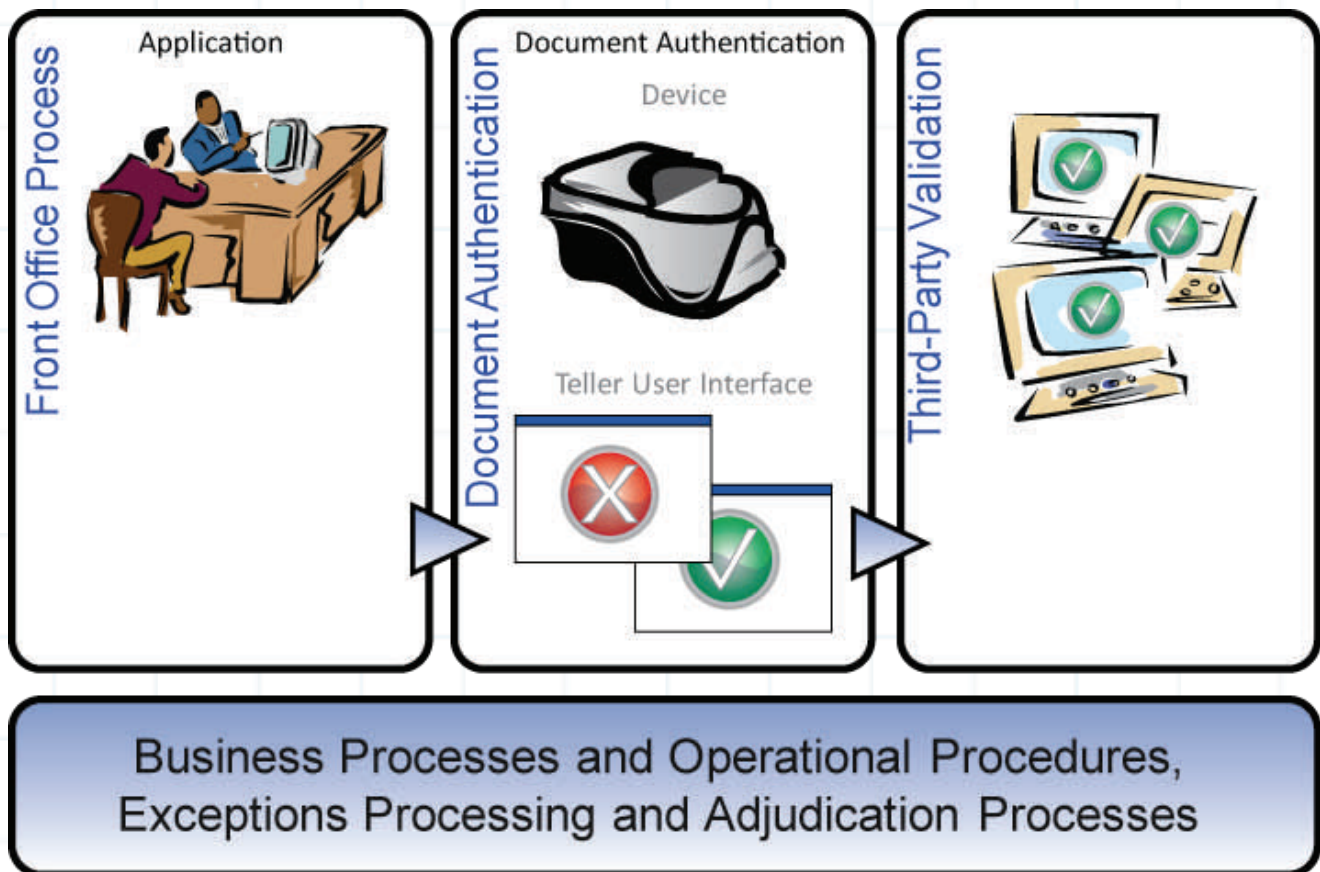 Front Office Process
Application
Document Authentication
Document Authentication
Device
Teller User Interface
Third-Party Validation
Business Processes and Operational Procedures,
Exceptions Processing and Adjudication Processes